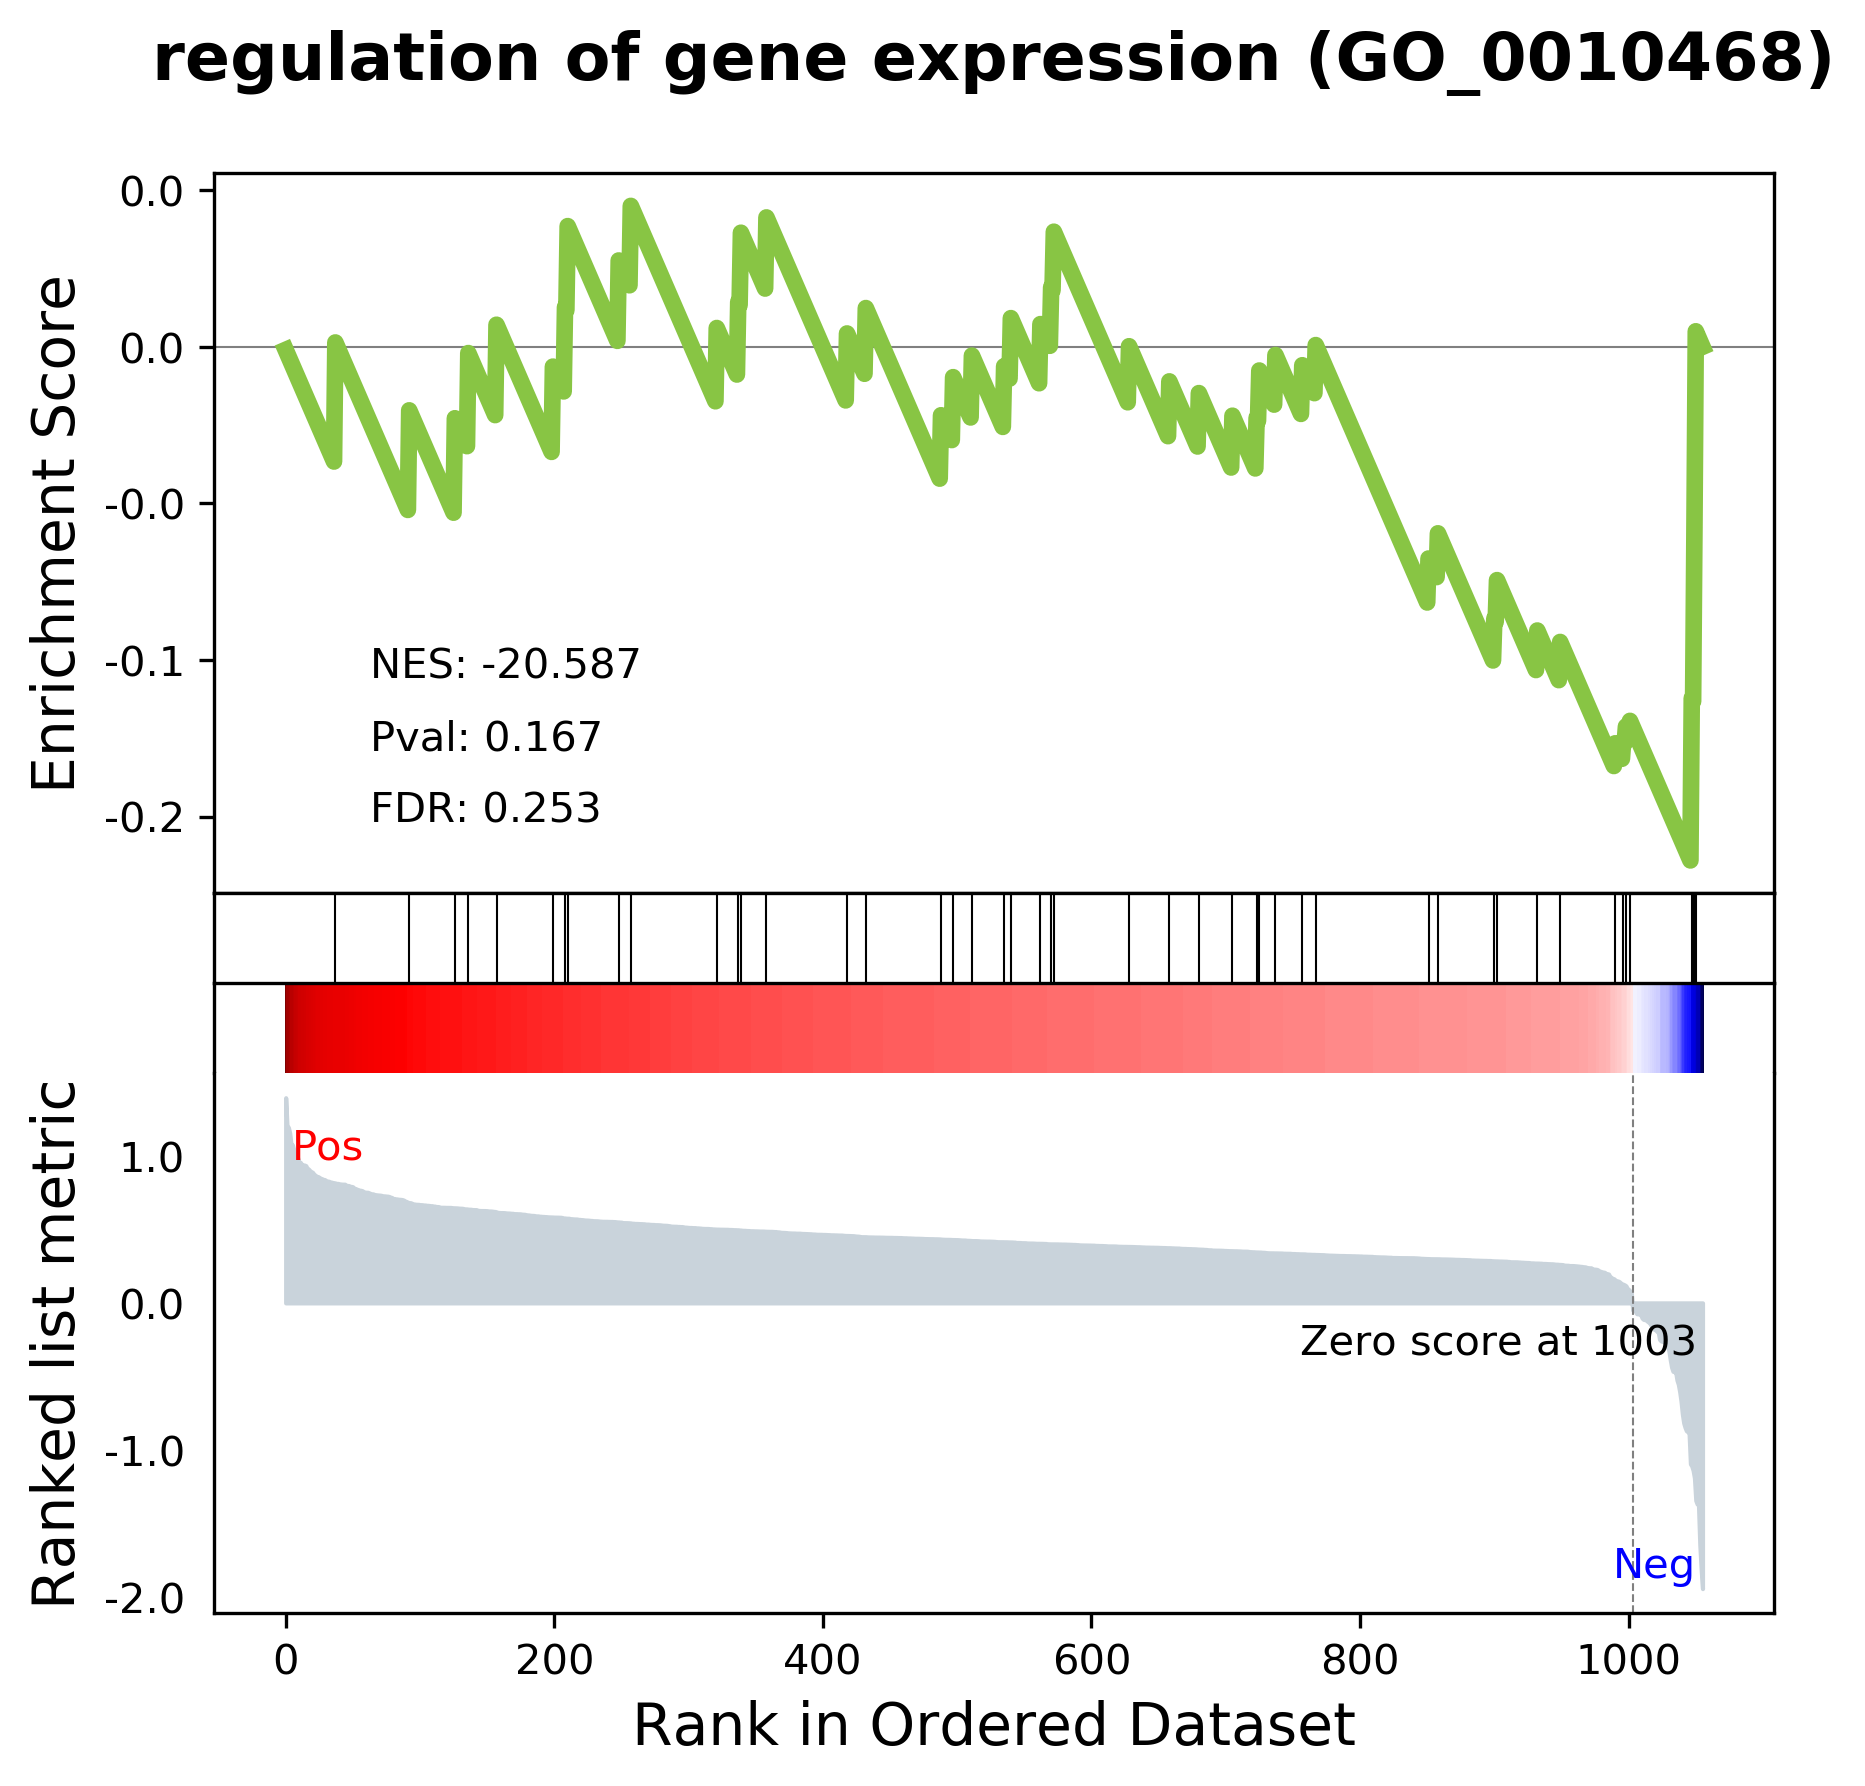 regulation of gene expression (GO_0010468)
Enrichment Score
0.0
0.0
-0.0
-0.1
-0.2
NES: -20.587
Pval: 0.167
FDR: 0.253
Ranked list metric
Pos
1.0
0.0
-1.0
-2.0
Zero score at 1003
Neg
0 200 400 600 800 1000
Rank in Ordered Dataset